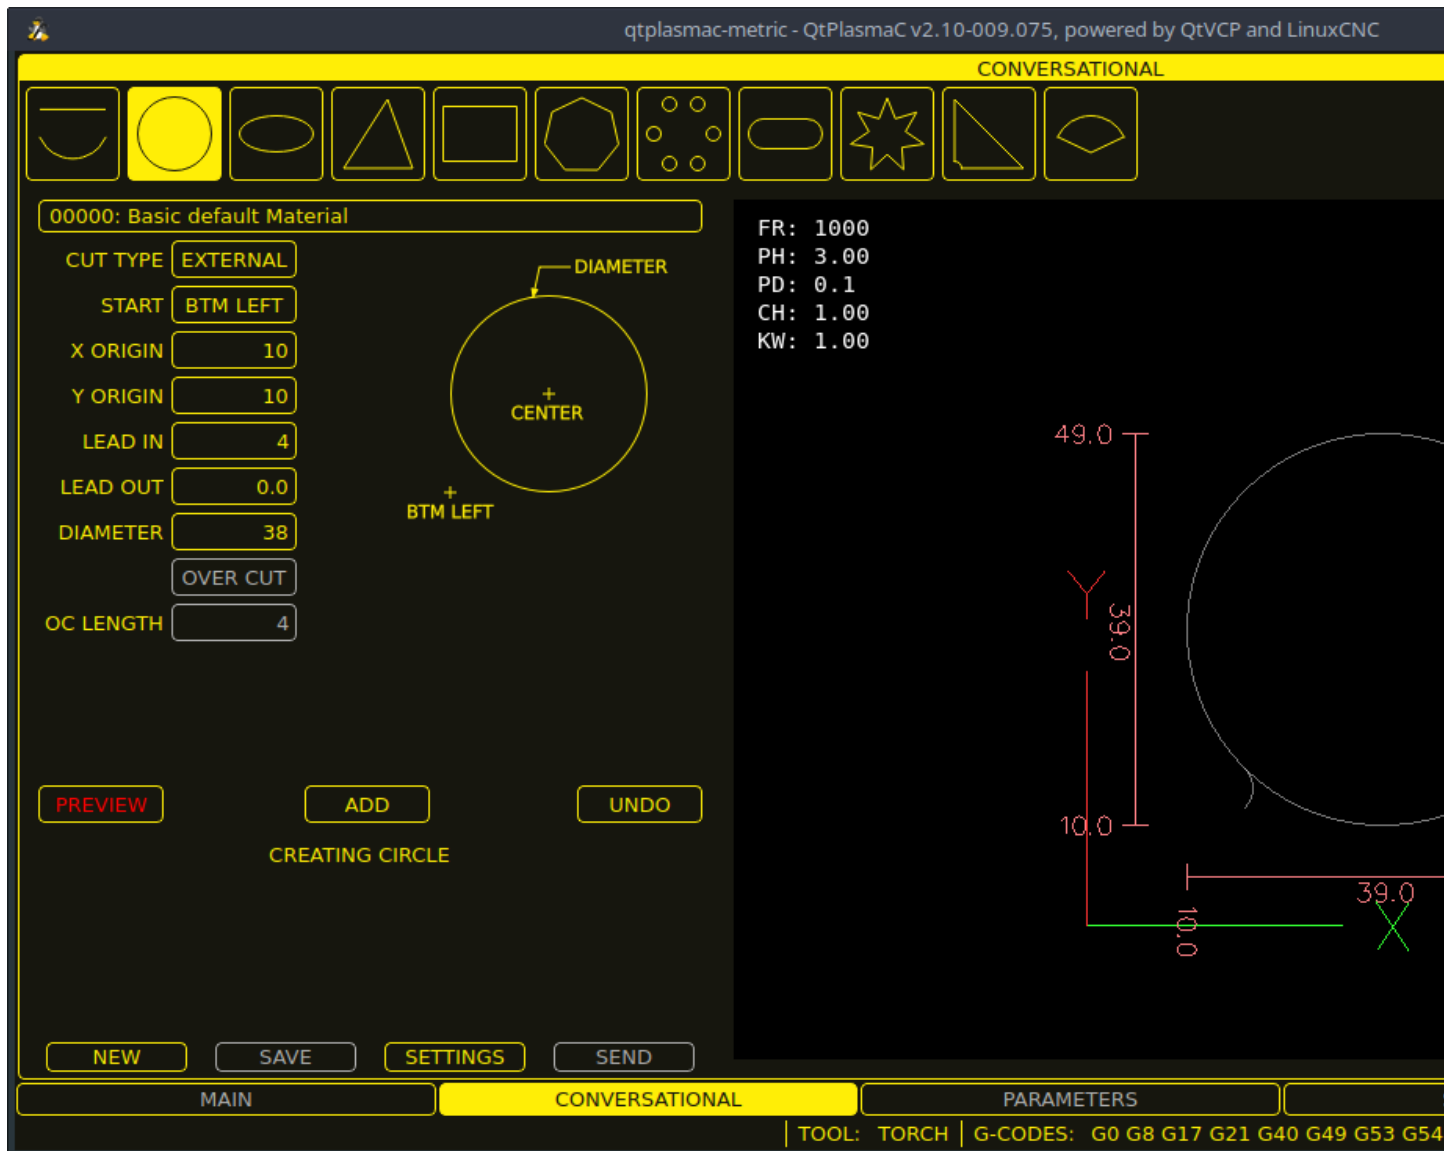 qtplasmac-metric - QtPlasmaC v2.10-009.075, powered by QtVCP and LinuxCNC
CONVERSATIONAL
00000: Basic default Material
CUT TYPE EXTERNAL
START BTM LEFT
X ORIGIN 10
Y ORIGIN 10
LEAD IN 4
LEAD OUT 0.0
DIAMETER 38
OVER CUT
OC LENGTH 4
DIAMETER
CENTER
BTM LEFT
PREVIEW ADD UNDO
CREATING CIRCLE
NEW SAVE SETTINGS SEND
FR: 1000
PH: 3.00
PD: 0.1
CH: 1.00
KW: 1.00
49.0
Y
39.0
10.0
39.0
10.0
X
MAIN CONVERSATIONAL PARAMETERS
TOOL: TORCH G-CODES: G0 G8 G17 G21 G40 G49 G53 G54